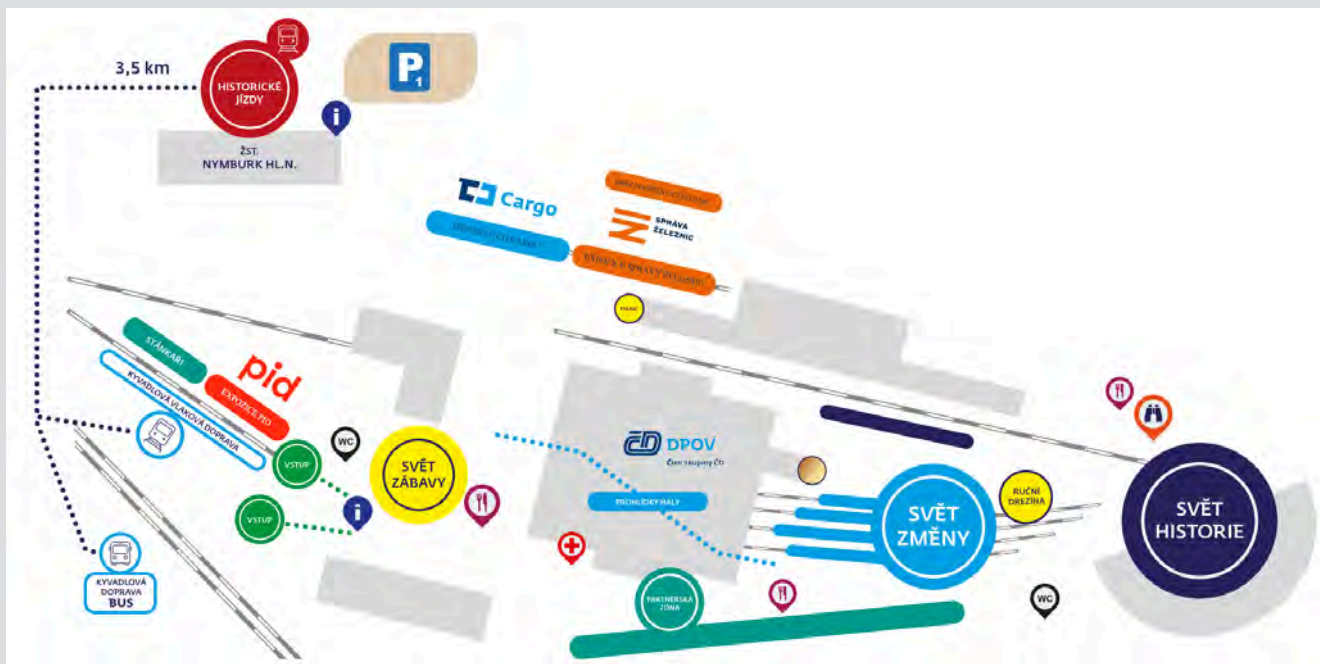 3,5 km
HISTORICKÉ
JÍZDY
P
1
i
ŽST.
NYMBURK HL.N.
Cargo
SPRÁVA
ŽELEZNIC
STÁNKAŘI
pid
EXPOZICE PID
KYVADLOVÁ VLAKOVÁ DOPRAVA
VSTUP
WC
SVĚT
ZÁBAVY
VSTUP
i
KYVADLOVÁ
DOPRAVA
BUS
ČD DPOV
Člen skupiny ČD
PROHLÍDKY HALY
PARTNERSKÁ
ZÓNA
SVĚT
ZMĚNY
RUČNÍ
DREZÍNA
WC
SVĚT
HISTORIE